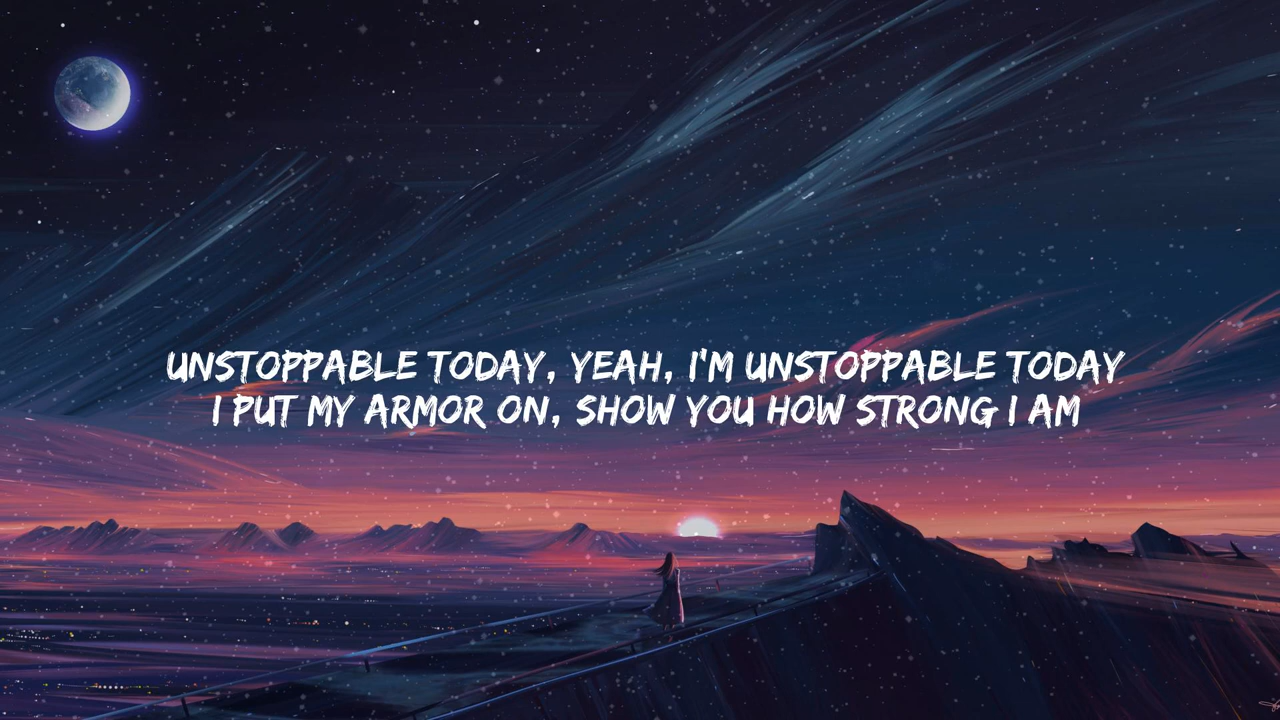 UNSTOPPABLE TODAY, YEAH, I'M UNSTOPPABLE TODAY
I PUT MY ARMOR ON, SHOW YOU HOW STRONG I AM